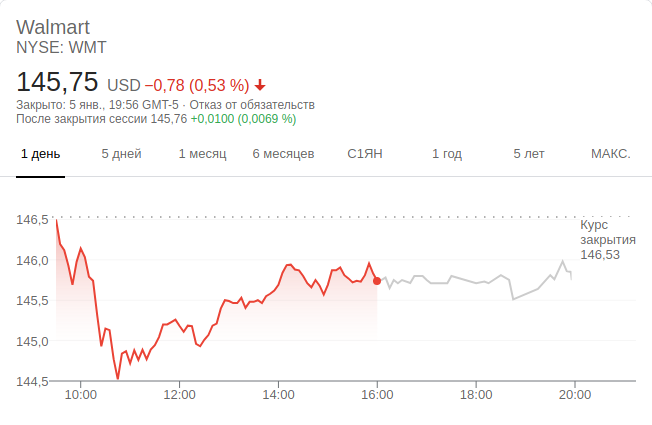 Walmart
NYSE: WMT
145,75 USD −0,78 (0,53 %)
Закрыто: 5 янв., 19:56 GMT-5 · Отказ от обязательств
После закрытия сессии 145,76 +0,0100 (0,0069 %)
1 день 5 дней 1 месяц 6 месяцев С1ЯН 1 год 5 лет МАКС.
146,5
Курс
закрытия
146,53
146,0
145,5
145,0
144,5
10:00 12:00 14:00 16:00 18:00 20:00